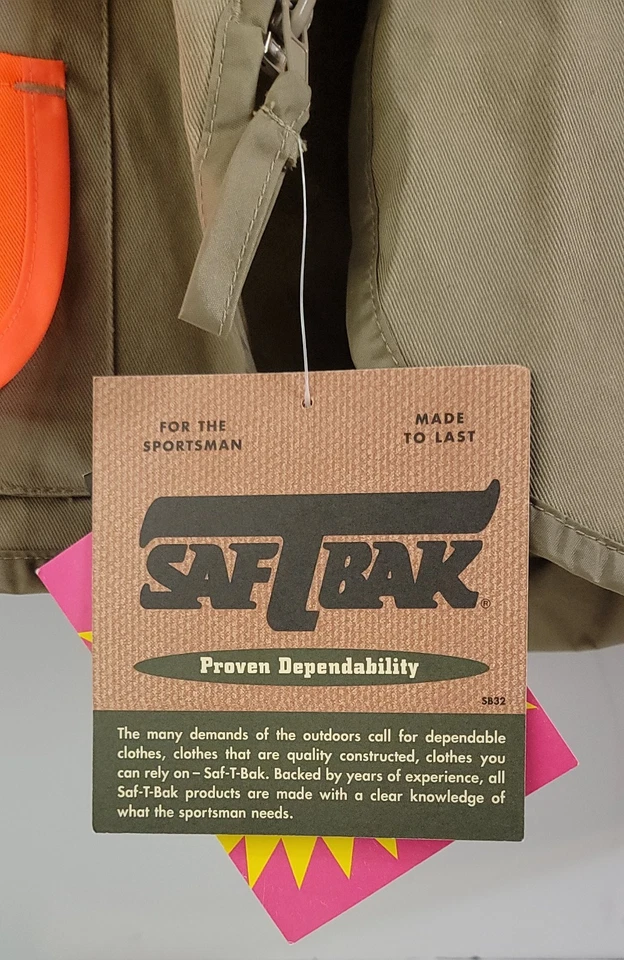 FOR THE
SPORTSMAN
MADE
TO LAST
SAF T BAK®
Proven Dependability
SB32
The many demands of the outdoors call for dependable
clothes, clothes that are quality constructed, clothes you
can rely on – Saf-T-Bak. Backed by years of experience, all
Saf-T-Bak products are made with a clear knowledge of
what the sportsman needs.